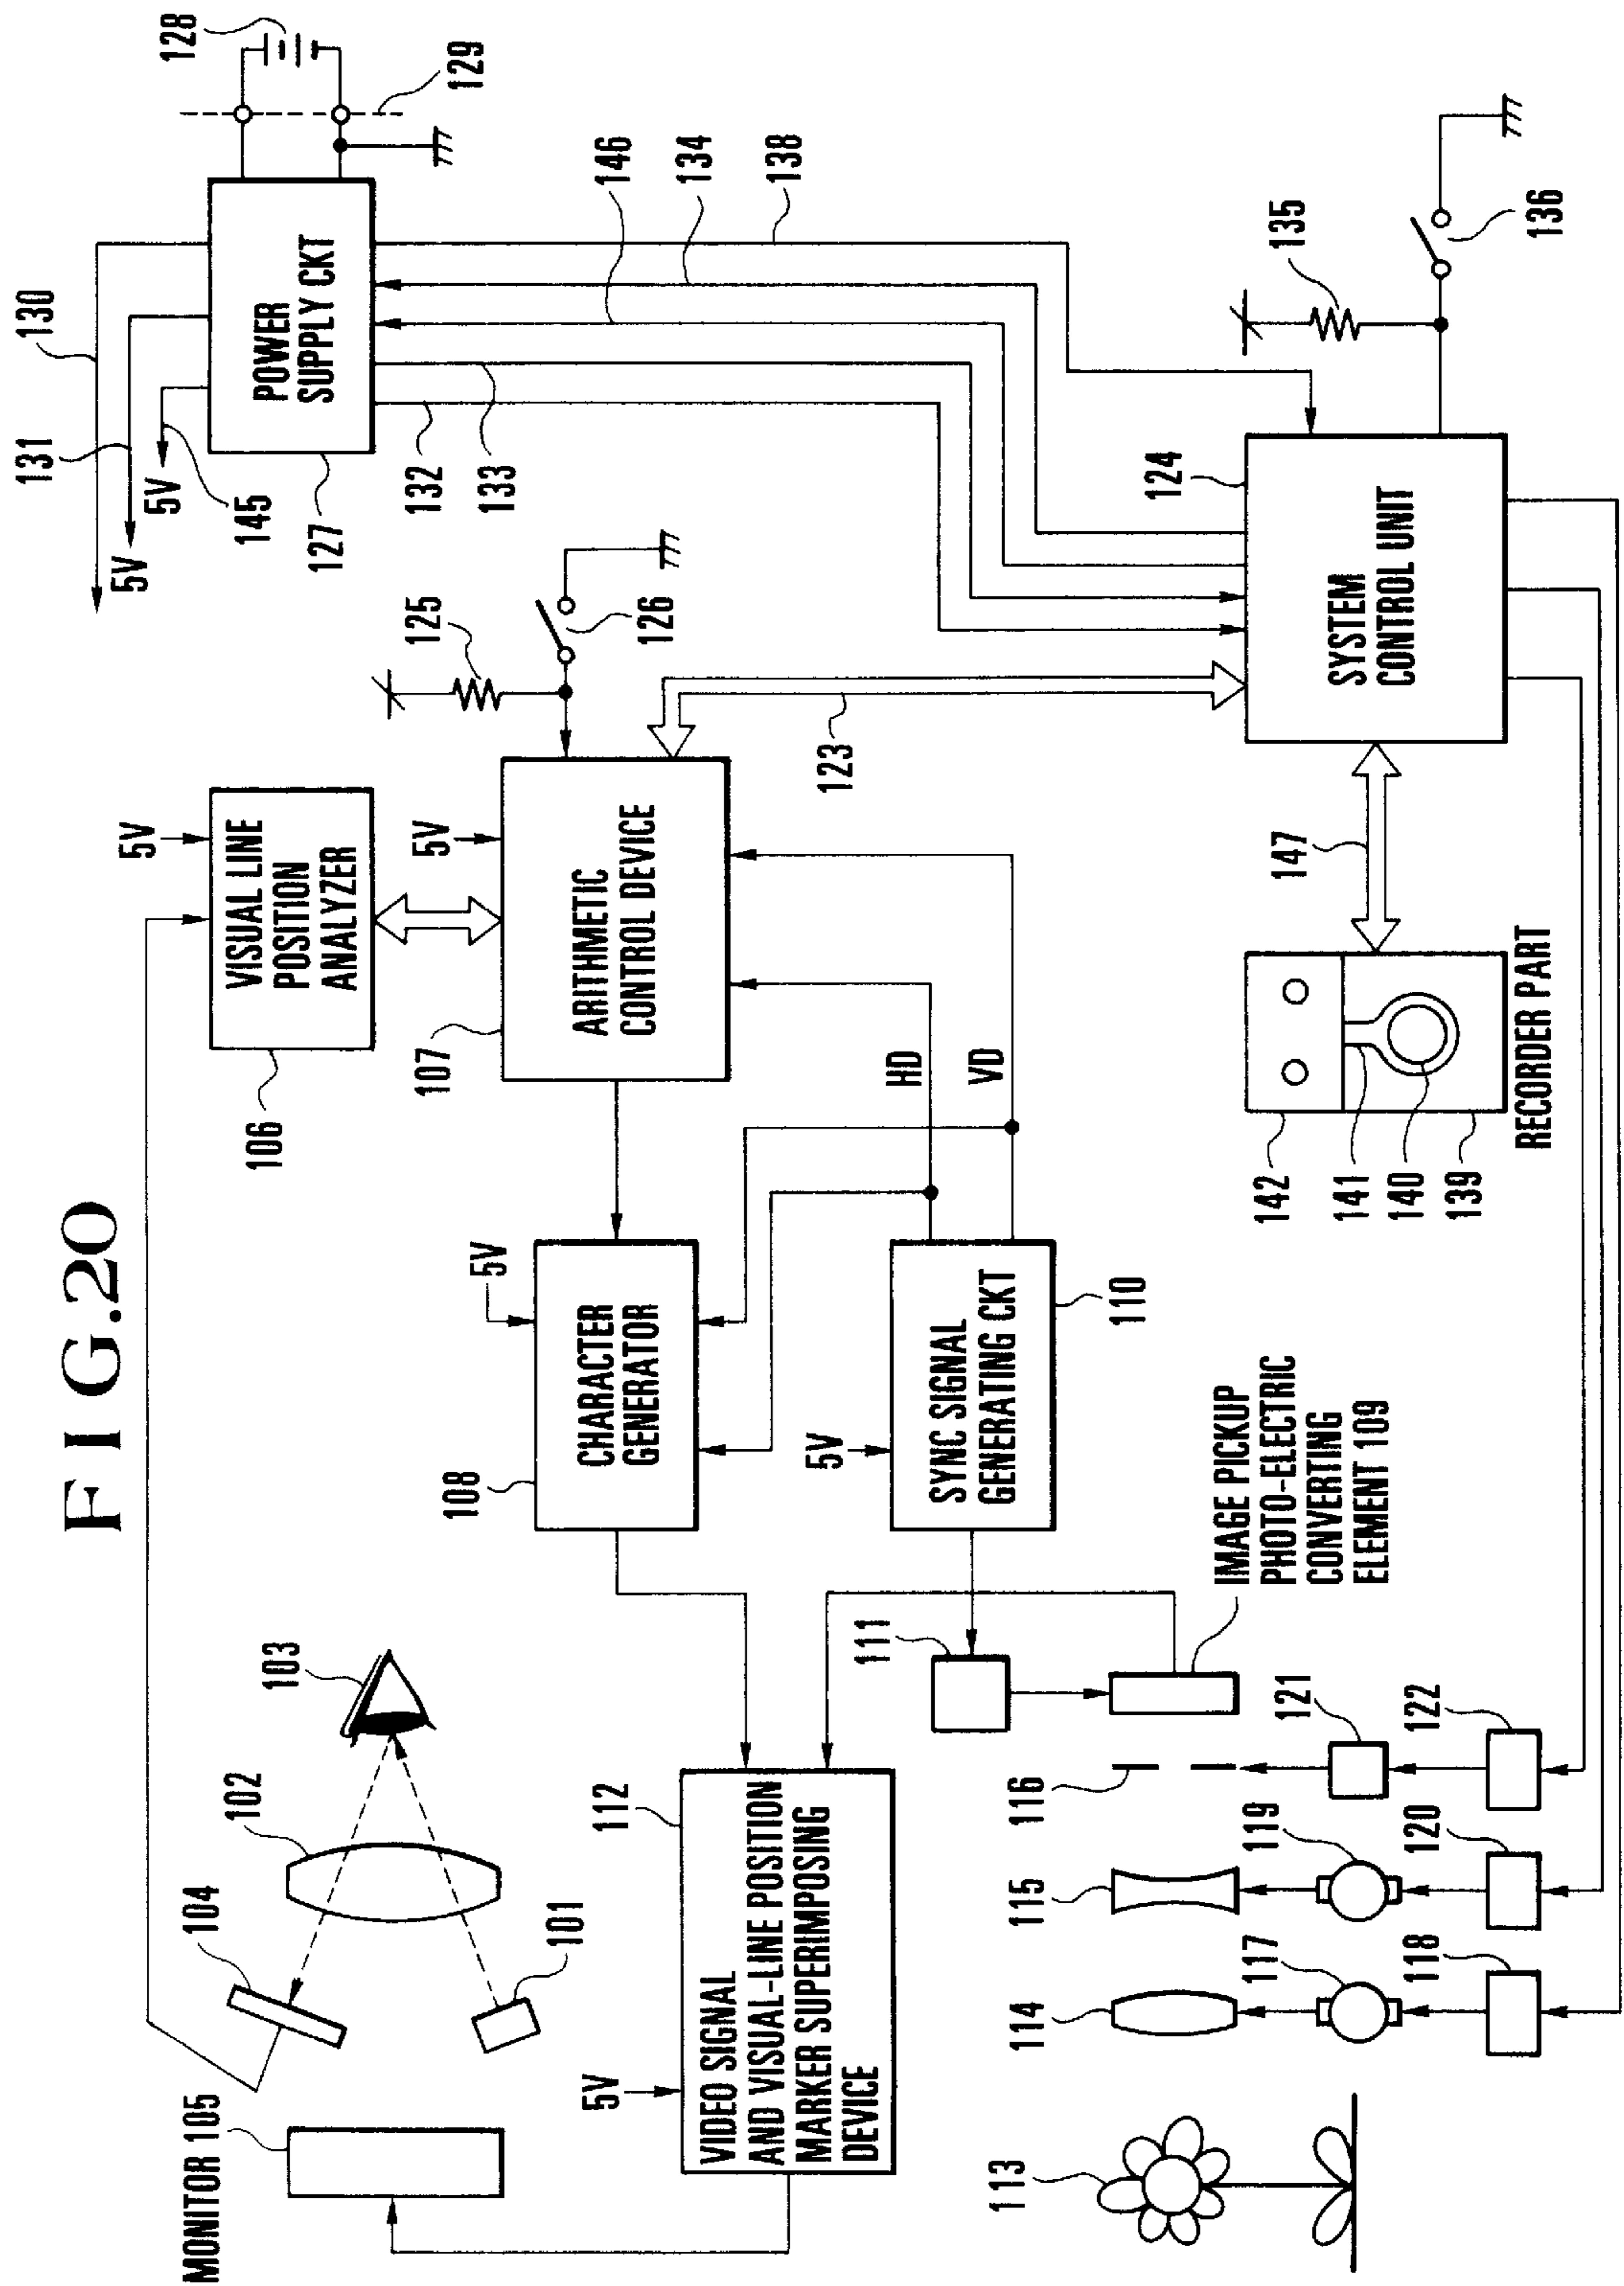 FIG.20
MONITOR 105
104
102
103
101
106
VISUAL LINE
POSITION
ANALYZER
5V
130
131
5V
5V
145
127
POWER
SUPPLY CKT
128
129
132
133
146
134
138
125
126
107
ARITHMETIC
CONTROL DEVICE
5V
123
108
CHARACTER
GENERATOR
5V
HD
VD
SYNC SIGNAL
GENERATING CKT
5V
110
112
VIDEO SIGNAL
AND VISUAL-LINE POSITION
MARKER SUPERIMPOSING
DEVICE
5V
111
IMAGE PICKUP
PHOTO-ELECTRIC
CONVERTING
ELEMENT 109
113
114
115
116
117
119
121
118
120
122
124
SYSTEM
CONTROL UNIT
135
136
147
142
141
140
139
RECORDER PART